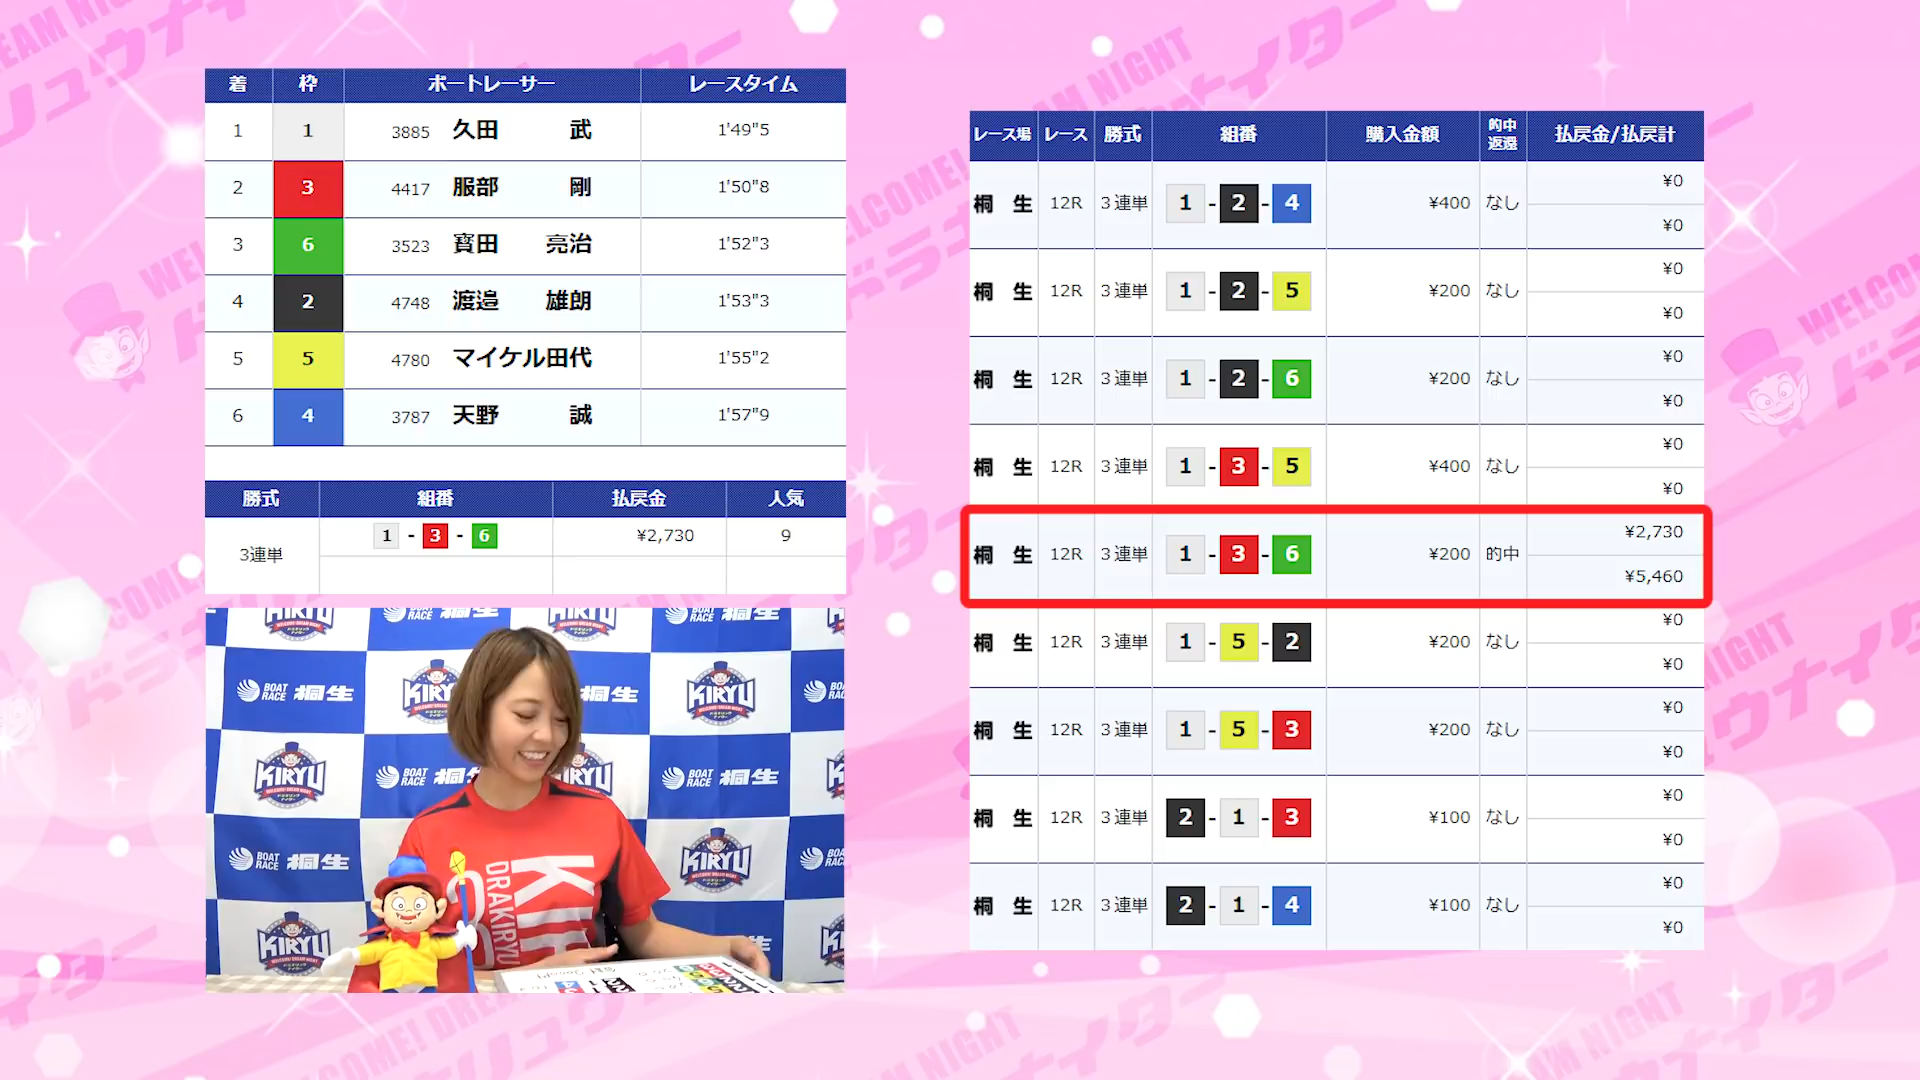 着 枠 ボートレーサー レースタイム
1 1 3885 久田 武 1'49"5
2 3 4417 服部 剛 1'50"8
3 6 3523 寳田 亮治 1'52"3
4 2 4748 渡邉 雄朗 1'53"3
5 5 4780 マイケル田代 1'55"2
6 4 3787 天野 誠 1'57"9
勝式 組番 払戻金 人気
3連単 1 - 3 - 6 ¥2,730 9
レース場 レース 勝式 組番 購入金額 的中返還 払戻金/払戻計
桐 生 12R 3連単 1 - 2 - 4 ¥400 なし ¥0 ¥0
桐 生 12R 3連単 1 - 2 - 5 ¥200 なし ¥0 ¥0
桐 生 12R 3連単 1 - 2 - 6 ¥200 なし ¥0 ¥0
桐 生 12R 3連単 1 - 3 - 5 ¥400 なし ¥0 ¥0
桐 生 12R 3連単 1 - 3 - 6 ¥200 的中 ¥2,730 ¥5,460
桐 生 12R 3連単 1 - 5 - 2 ¥200 なし ¥0 ¥0
桐 生 12R 3連単 1 - 5 - 3 ¥200 なし ¥0 ¥0
桐 生 12R 3連単 2 - 1 - 3 ¥100 なし ¥0 ¥0
桐 生 12R 3連単 2 - 1 - 4 ¥100 なし ¥0 ¥0
BOAT RACE 桐生
KIRYU
DRAKIRYU